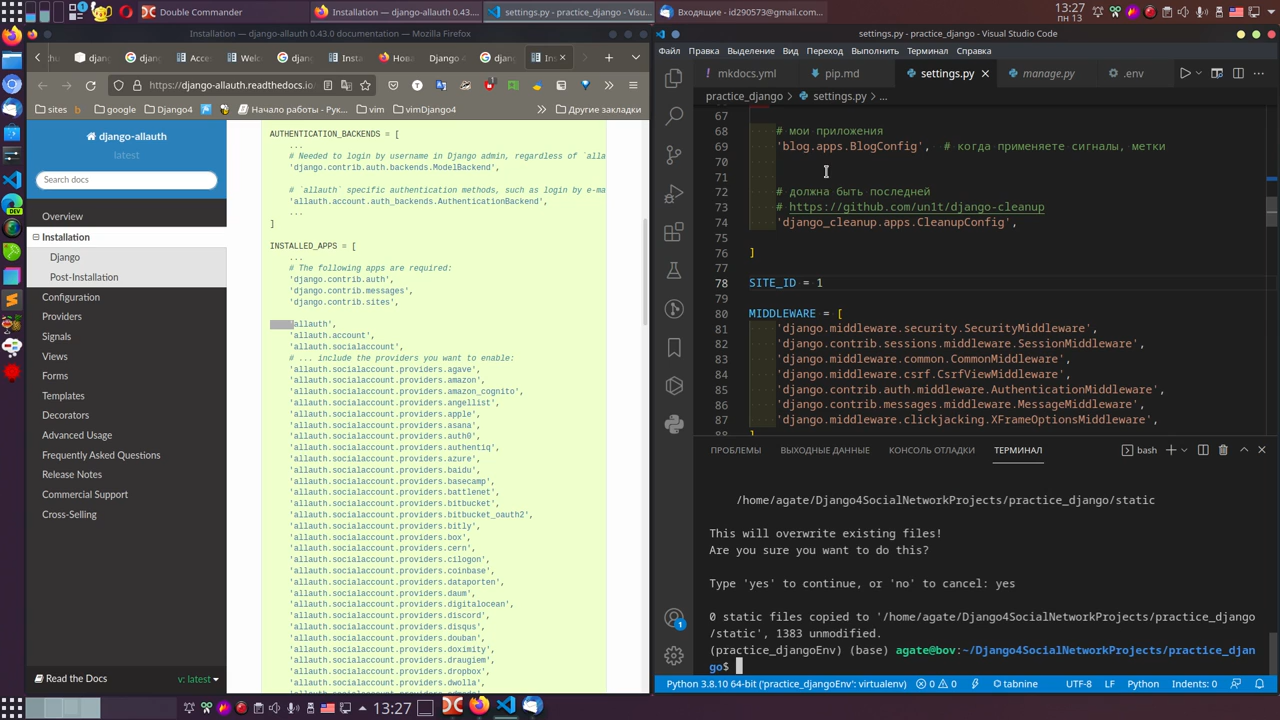 Double Commander
Installation — django-allauth 0.43....
settings.py - practice_django - Visu...
Входящие - id290573@gmail.com...
13:27
пн 13
Installation — django-allauth 0.43.0 documentation — Mozilla Firefox
settings.py - practice_django - Visual Studio Code
djang
djang
Acce
Welc
djang
Insta
Нова
Django 4
djang
Ins
https://django-allauth.readthedocs.io
sites
google
Django4
Начало работы - Рук...
vim
vimDjango4
Другие закладки
Файл Правка Выделение Вид Переход Выполнить Терминал Справка
mkdocs.yml
pip.md
settings.py
manage.py
.env
practice_django > settings.py > ...
django-allauth
latest
Search docs
Overview
Installation
Django
Post-Installation
Configuration
Providers
Signals
Views
Forms
Templates
Decorators
Advanced Usage
Frequently Asked Questions
Release Notes
Commercial Support
Cross-Selling
Read the Docs
v: latest
AUTHENTICATION_BACKENDS = [
...
# Needed to login by username in Django admin, regardless of `alla
'django.contrib.auth.backends.ModelBackend',
# `allauth` specific authentication methods, such as login by e-ma
'allauth.account.auth_backends.AuthenticationBackend',
...
]
INSTALLED_APPS = [
...
# The following apps are required:
'django.contrib.auth',
'django.contrib.messages',
'django.contrib.sites',
allauth',
'allauth.account',
'allauth.socialaccount',
# ... include the providers you want to enable:
'allauth.socialaccount.providers.agave',
'allauth.socialaccount.providers.amazon',
'allauth.socialaccount.providers.amazon_cognito',
'allauth.socialaccount.providers.angellist',
'allauth.socialaccount.providers.apple',
'allauth.socialaccount.providers.asana',
'allauth.socialaccount.providers.auth0',
'allauth.socialaccount.providers.authentiq',
'allauth.socialaccount.providers.azure',
'allauth.socialaccount.providers.baidu',
'allauth.socialaccount.providers.basecamp',
'allauth.socialaccount.providers.battlenet',
'allauth.socialaccount.providers.bitbucket',
'allauth.socialaccount.providers.bitbucket_oauth2',
'allauth.socialaccount.providers.bitly',
'allauth.socialaccount.providers.box',
'allauth.socialaccount.providers.cern',
'allauth.socialaccount.providers.cilogon',
'allauth.socialaccount.providers.coinbase',
'allauth.socialaccount.providers.dataporten',
'allauth.socialaccount.providers.daum',
'allauth.socialaccount.providers.digitalocean',
'allauth.socialaccount.providers.discord',
'allauth.socialaccount.providers.disqus',
'allauth.socialaccount.providers.douban',
'allauth.socialaccount.providers.doximity',
'allauth.socialaccount.providers.draugiem',
'allauth.socialaccount.providers.dropbox',
'allauth.socialaccount.providers.dwolla',
67
68 # мои приложения
69 'blog.apps.BlogConfig', # когда применяете сигналы, метки
70
71
72 # должна быть последней
73 # https://github.com/un1t/django-cleanup
74 'django_cleanup.apps.CleanupConfig',
75
76 ]
77
78 SITE_ID = 1
79
80 MIDDLEWARE = [
81 'django.middleware.security.SecurityMiddleware',
82 'django.contrib.sessions.middleware.SessionMiddleware',
83 'django.middleware.common.CommonMiddleware',
84 'django.middleware.csrf.CsrfViewMiddleware',
85 'django.contrib.auth.middleware.AuthenticationMiddleware',
86 'django.contrib.messages.middleware.MessageMiddleware',
87 'django.middleware.clickjacking.XFrameOptionsMiddleware',
88 ]
ПРОБЛЕМЫ ВЫХОДНЫЕ ДАННЫЕ КОНСОЛЬ ОТЛАДКИ ТЕРМИНАЛ
bash
/home/agate/Django4SocialNetworkProjects/practice_django/static
This will overwrite existing files!
Are you sure you want to do this?
Type 'yes' to continue, or 'no' to cancel: yes
0 static files copied to '/home/agate/Django4SocialNetworkProjects/practice_django
/static', 1383 unmodified.
(practice_djangoEnv) (base) agate@bov:~/Django4SocialNetworkProjects/practice_djan
go$
1
Python 3.8.10 64-bit ('practice_djangoEnv': virtualenv) 0 0 tabnine UTF-8 LF Python Indents: 0
13:27